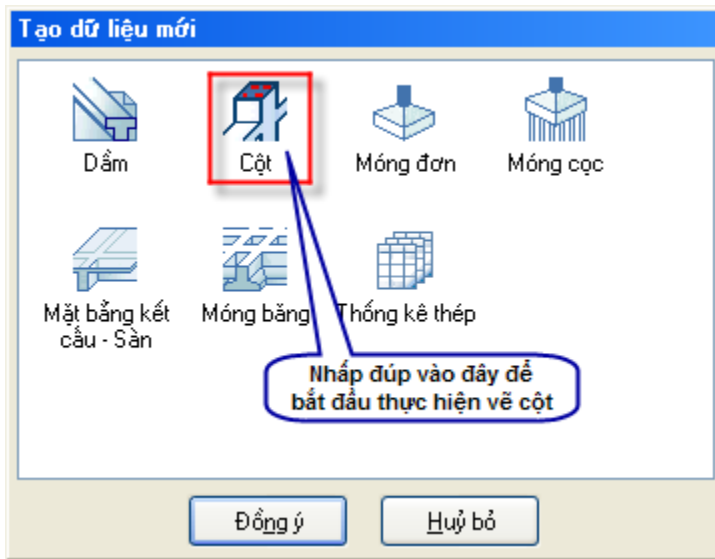 Tạo dữ liệu mới
Dầm
Cột
Móng đơn
Móng cọc
Mặt bằng kết
cấu - Sàn
Móng băng
Thống kê thép
Nhấp đúp vào đây để
bắt đầu thực hiện vẽ cột
Đồng ý
Huỷ bỏ